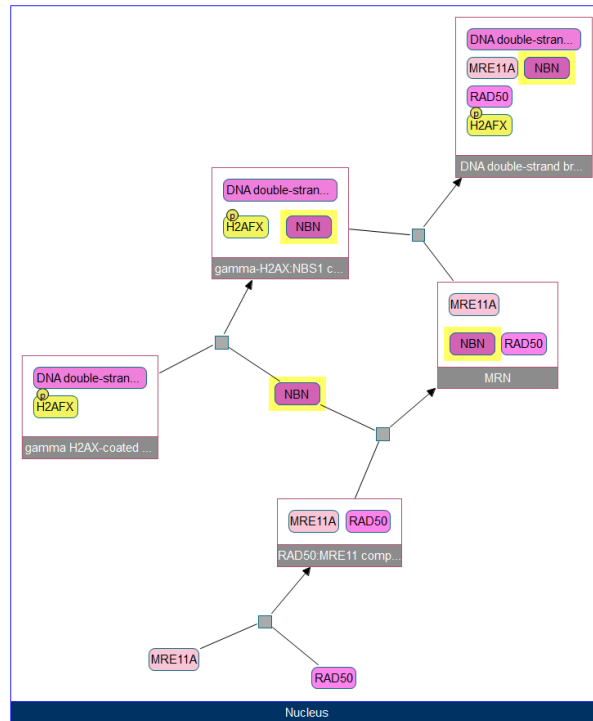 DNA double-stran...
MRE11A NBN
RAD50
p
H2AFX
DNA double-strand br...
DNA double-stran...
p
H2AFX NBN
gamma-H2AX:NBS1 c...
MRE11A
NBN RAD50
MRN
DNA double-stran...
p
H2AFX
gamma H2AX-coated ...
NBN
MRE11A RAD50
RAD50:MRE11 comp...
MRE11A
RAD50
Nucleus